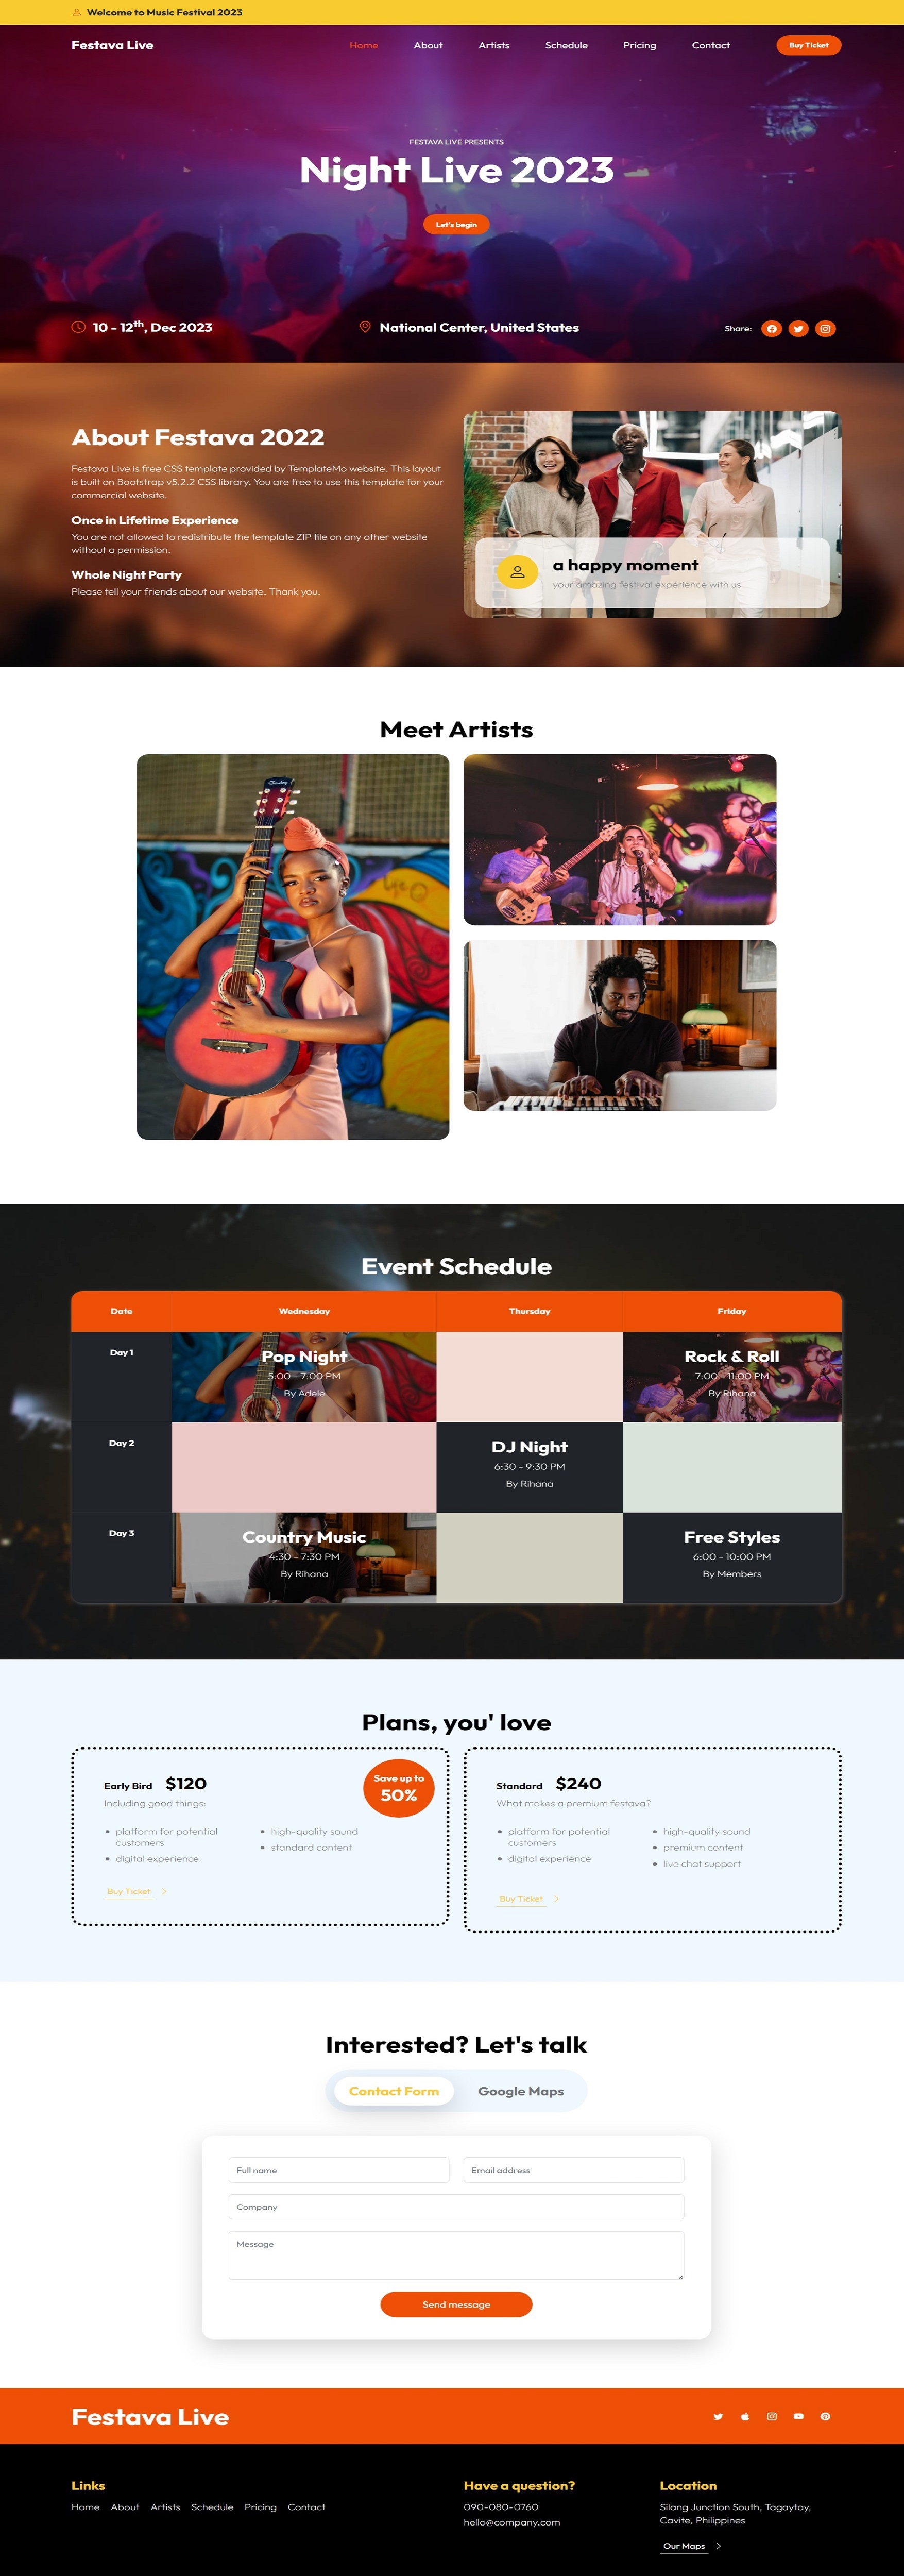 Welcome to Music Festival 2023
Festava Live
Home About Artists Schedule Pricing Contact
Buy Ticket
FESTAVA LIVE PRESENTS
Night Live 2023
Let's begin
10 - 12th, Dec 2023
National Center, United States
Share:
About Festava 2022
Festava Live is free CSS template provided by TemplateMo website. This layout
is built on Bootstrap v5.2.2 CSS library. You are free to use this template for your
commercial website.
Once in Lifetime Experience
You are not allowed to redistribute the template ZIP file on any other website
without a permission.
Whole Night Party
Please tell your friends about our website. Thank you.
a happy moment
your amazing festival experience with us
Meet Artists
Event Schedule
Date Wednesday Thursday Friday
Day 1
Pop Night
5:00 - 7:00 PM
By Adele
Rock & Roll
7:00 - 11:00 PM
By Rihana
Day 2
DJ Night
6:30 - 9:30 PM
By Rihana
Day 3
Country Music
4:30 - 7:30 PM
By Rihana
Free Styles
6:00 - 10:00 PM
By Members
Plans, you' love
Early Bird $120
Including good things:
platform for potential
customers
digital experience
high-quality sound
standard content
Buy Ticket
Save up to
50%
Standard $240
What makes a premium festava?
platform for potential
customers
digital experience
high-quality sound
premium content
live chat support
Buy Ticket
Interested? Let's talk
Contact Form
Google Maps
Full name
Email address
Company
Message
Send message
Festava Live
Links
Home About Artists Schedule Pricing Contact
Have a question?
090-080-0760
hello@company.com
Location
Silang Junction South, Tagaytay,
Cavite, Philippines
Our Maps